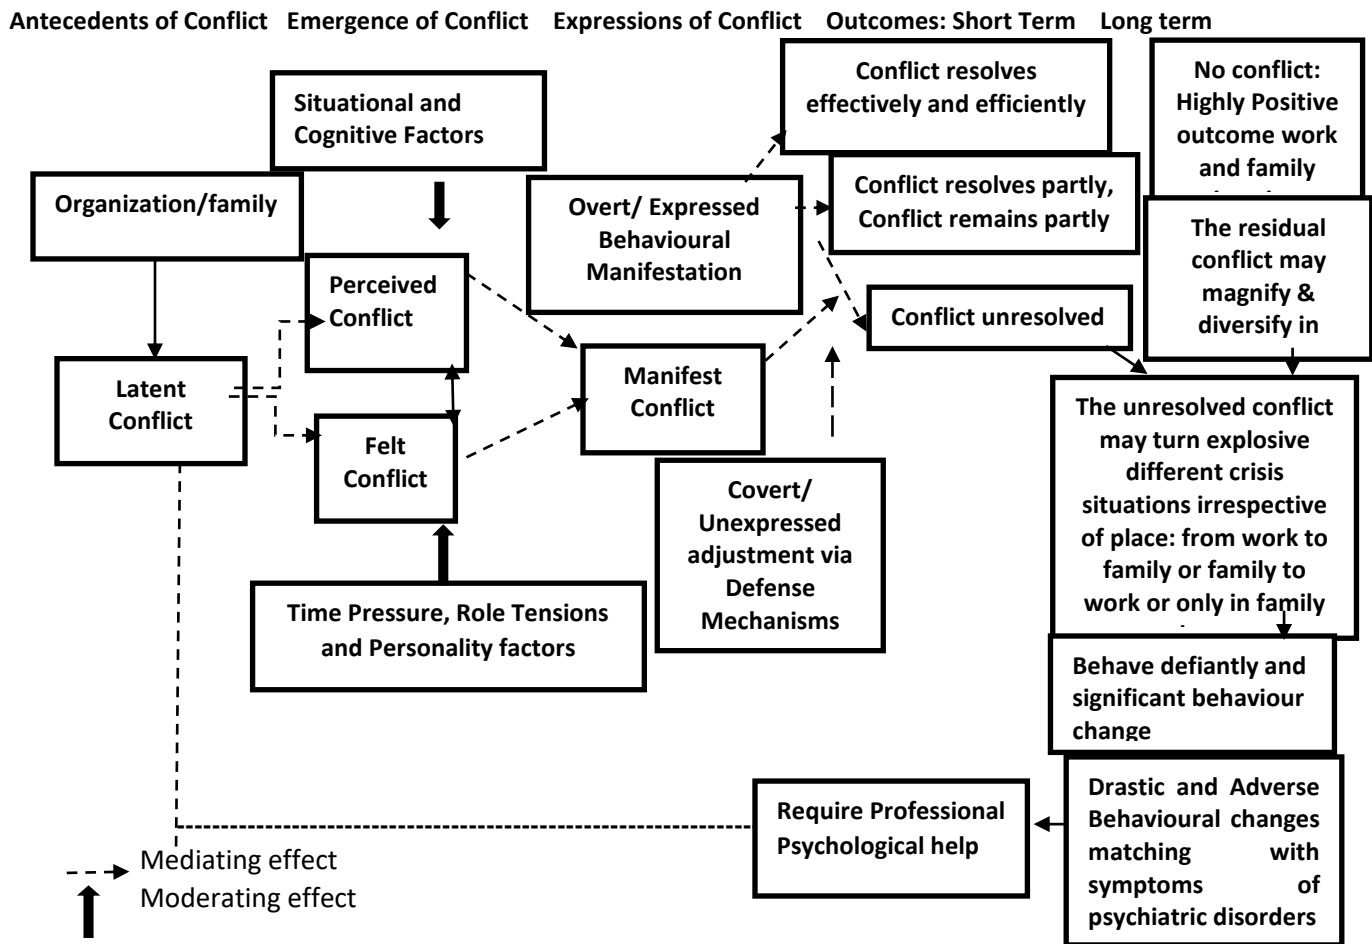 Antecedents of Conflict Emergence of Conflict Expressions of Conflict Outcomes: Short Term Long term
Situational and
Cognitive Factors
Organization/family
Latent
Conflict
Perceived
Conflict
Felt
Conflict
Time Pressure, Role Tensions
and Personality factors
Overt/ Expressed
Behavioural
Manifestation
Manifest
Conflict
Covert/
Unexpressed
adjustment via
Defense
Mechanisms
Conflict resolves
effectively and efficiently
Conflict resolves partly,
Conflict remains partly
Conflict unresolved
No conflict:
Highly Positive
outcome work
and family
The residual
conflict may
magnify &
diversify in
The unresolved conflict
may turn explosive
different crisis
situations irrespective
of place: from work to
family or family to
work or only in family
Behave defiantly and
significant behaviour
change
Drastic and Adverse
Behavioural changes
matching with
symptoms of
psychiatric disorders
Require Professional
Psychological help
Mediating effect
Moderating effect